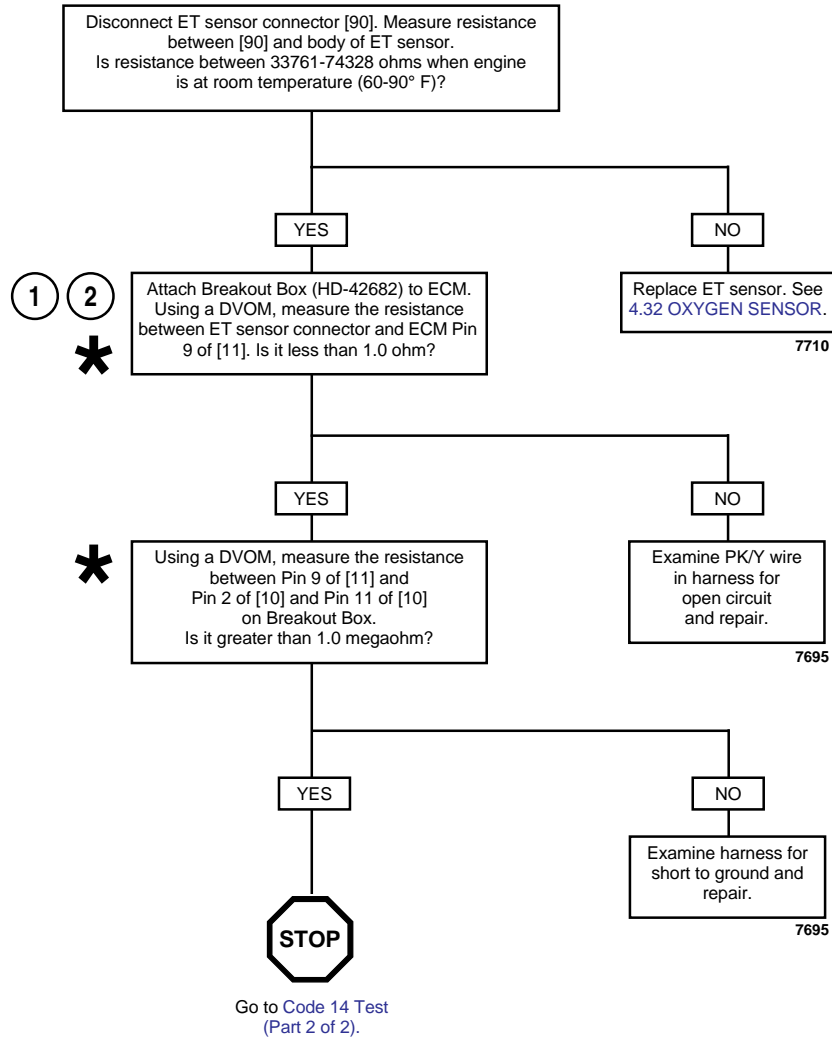 Disconnect ET sensor connector [90]. Measure resistance
between [90] and body of ET sensor.
Is resistance between 33761-74328 ohms when engine
is at room temperature (60-90° F)?
YES
NO
1
2
*
Attach Breakout Box (HD-42682) to ECM.
Using a DVOM, measure the resistance
between ET sensor connector and ECM Pin
9 of [11]. Is it less than 1.0 ohm?
Replace ET sensor. See
4.32 OXYGEN SENSOR.
7710
YES
NO
*
Using a DVOM, measure the resistance
between Pin 9 of [11] and
Pin 2 of [10] and Pin 11 of [10]
on Breakout Box.
Is it greater than 1.0 megaohm?
Examine PK/Y wire
in harness for
open circuit
and repair.
7695
YES
NO
Examine harness for
short to ground and
repair.
7695
STOP
Go to Code 14 Test
(Part 2 of 2).